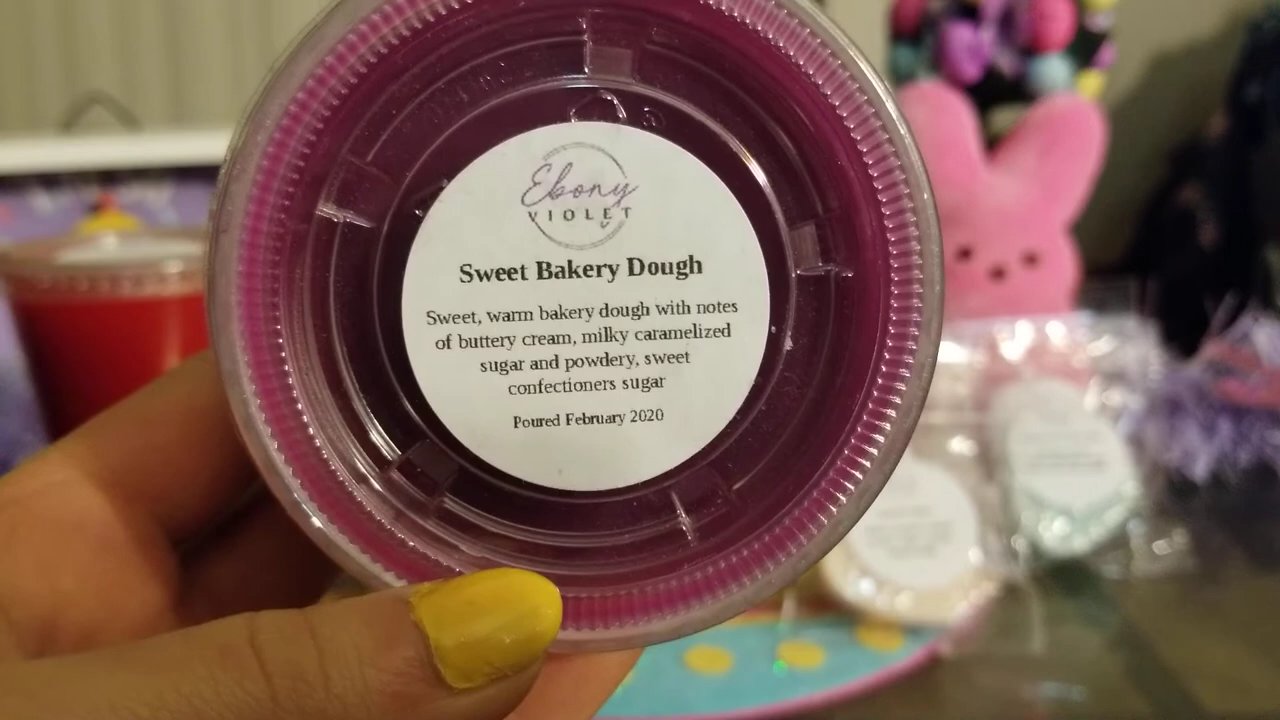 Ebony
VIOLET
Sweet Bakery Dough
Sweet, warm bakery dough with notes
of buttery cream, milky caramelized
sugar and powdery, sweet
confectioners sugar
Poured February 2020